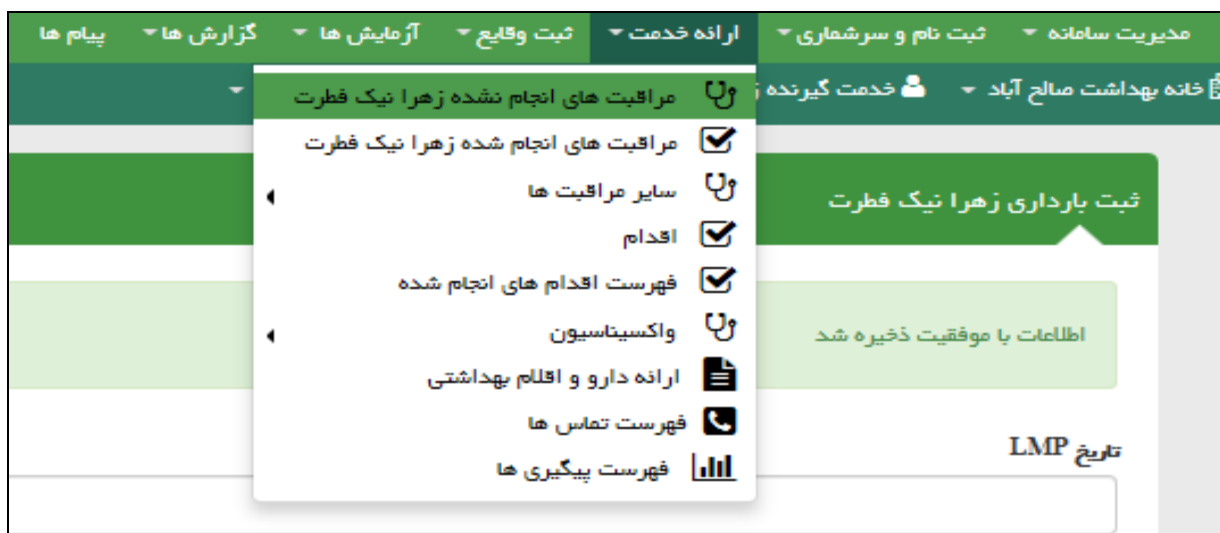 مدیریت سامانه ثبت نام و سرشماری ارائه خدمت ثبت وقایع آزمایش ها گزارش ها پیام ها
خانه بهداشت صالح آباد خدمت گیرنده
مراقبت های انجام نشده زهرا نیک فطرت
مراقبت های انجام شده زهرا نیک فطرت
سایر مراقبت ها
اقدام
فهرست اقدام های انجام شده
واکسیناسیون
ارائه دارو و اقلام بهداشتی
فهرست تماس ها
فهرست پیگیری ها
ثبت بارداری زهرا نیک فطرت
اطلاعات با موفقیت ذخیره شد
تاریخ LMP